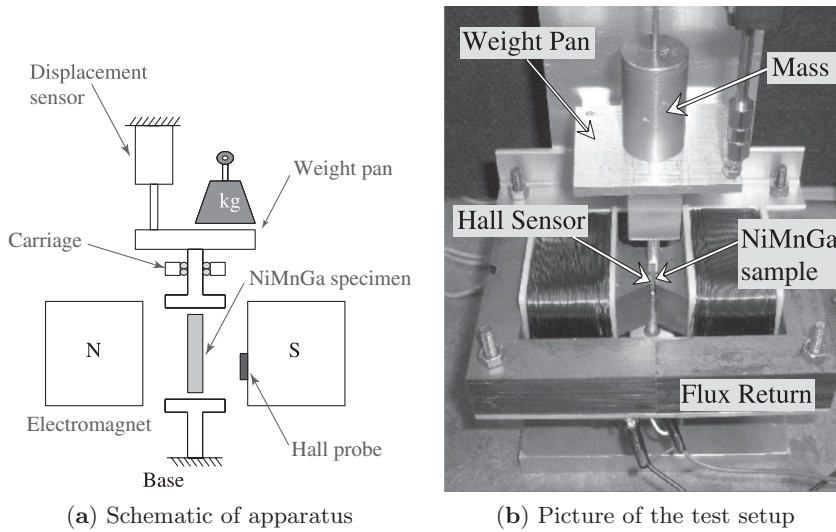 Displacement
sensor
kg
Weight pan
Carriage
NiMnGa specimen
N
S
Electromagnet
Hall probe
Base
(a) Schematic of apparatus
Weight Pan
Mass
Hall Sensor
NiMnGa
sample
Flux Return
(b) Picture of the test setup